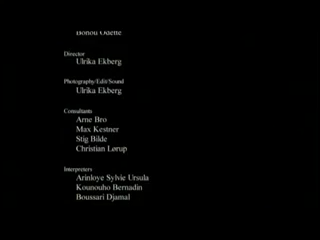 Bonou Odette
Director
Ulrika Ekberg
Photography/Edit/Sound
Ulrika Ekberg
Consultants
Arne Bro
Max Kestner
Stig Bilde
Christian Lørup
Interpreters
Arinloye Sylvie Ursula
Kounouho Bernadin
Boussari Djamal